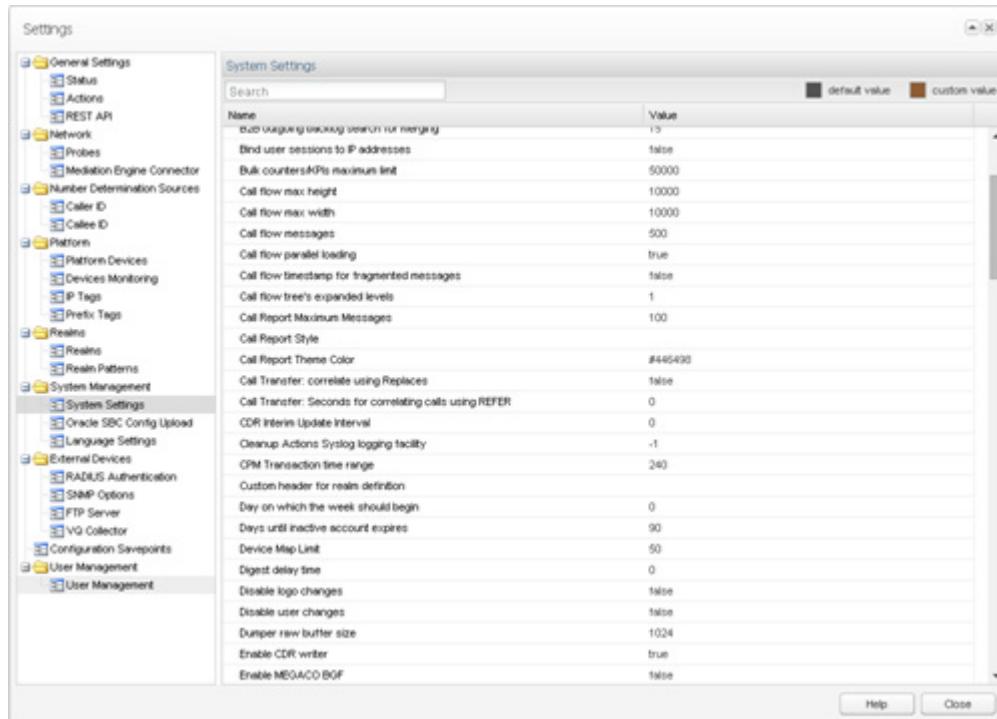 Settings
General Settings
Status
Actions
REST API
Network
Probes
Mediation Engine Connector
Number Determination Sources
Caller ID
Callee ID
Platform
Platform Devices
Devices Monitoring
IP Tags
Prefix Tags
Realms
Realms
Realm Patterns
System Management
System Settings
Oracle SBC Config Upload
Language Settings
External Devices
RADIUS Authentication
SNMP Options
FTP Server
VQ Collector
Configuration Savepoints
User Management
User Management
System Settings
Search default value custom value
Name Value
B2B outgoing backlog search for merging 15
Bind user sessions to IP addresses false
Bulk counters/KPIs maximum limit 50000
Call flow max height 10000
Call flow max width 10000
Call flow messages 500
Call flow parallel loading true
Call flow timestamp for fragmented messages false
Call flow tree's expanded levels 1
Call Report Maximum Messages 100
Call Report Style
Call Report Theme Color #446498
Call Transfer: correlate using Replaces false
Call Transfer: Seconds for correlating calls using REFER 0
CDR Interim Update Interval 0
Cleanup Actions Syslog logging facility -1
CPM Transaction time range 240
Custom header for realm definition
Day on which the week should begin 0
Days until inactive account expires 90
Device Map Limit 50
Digest delay time 0
Disable logo changes false
Disable user changes false
Dumper raw buffer size 1024
Enable CDR writer true
Enable MEGACO BGF false
Help Close